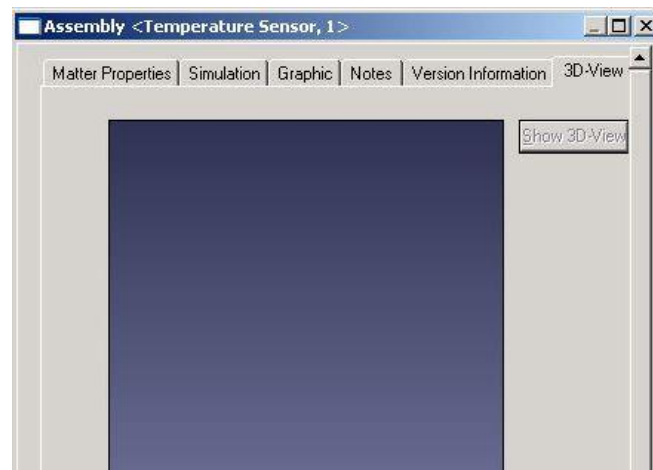 Assembly <Temperature Sensor, 1>
Matter Properties Simulation Graphic Notes Version Information 3D-View
Show 3D-View